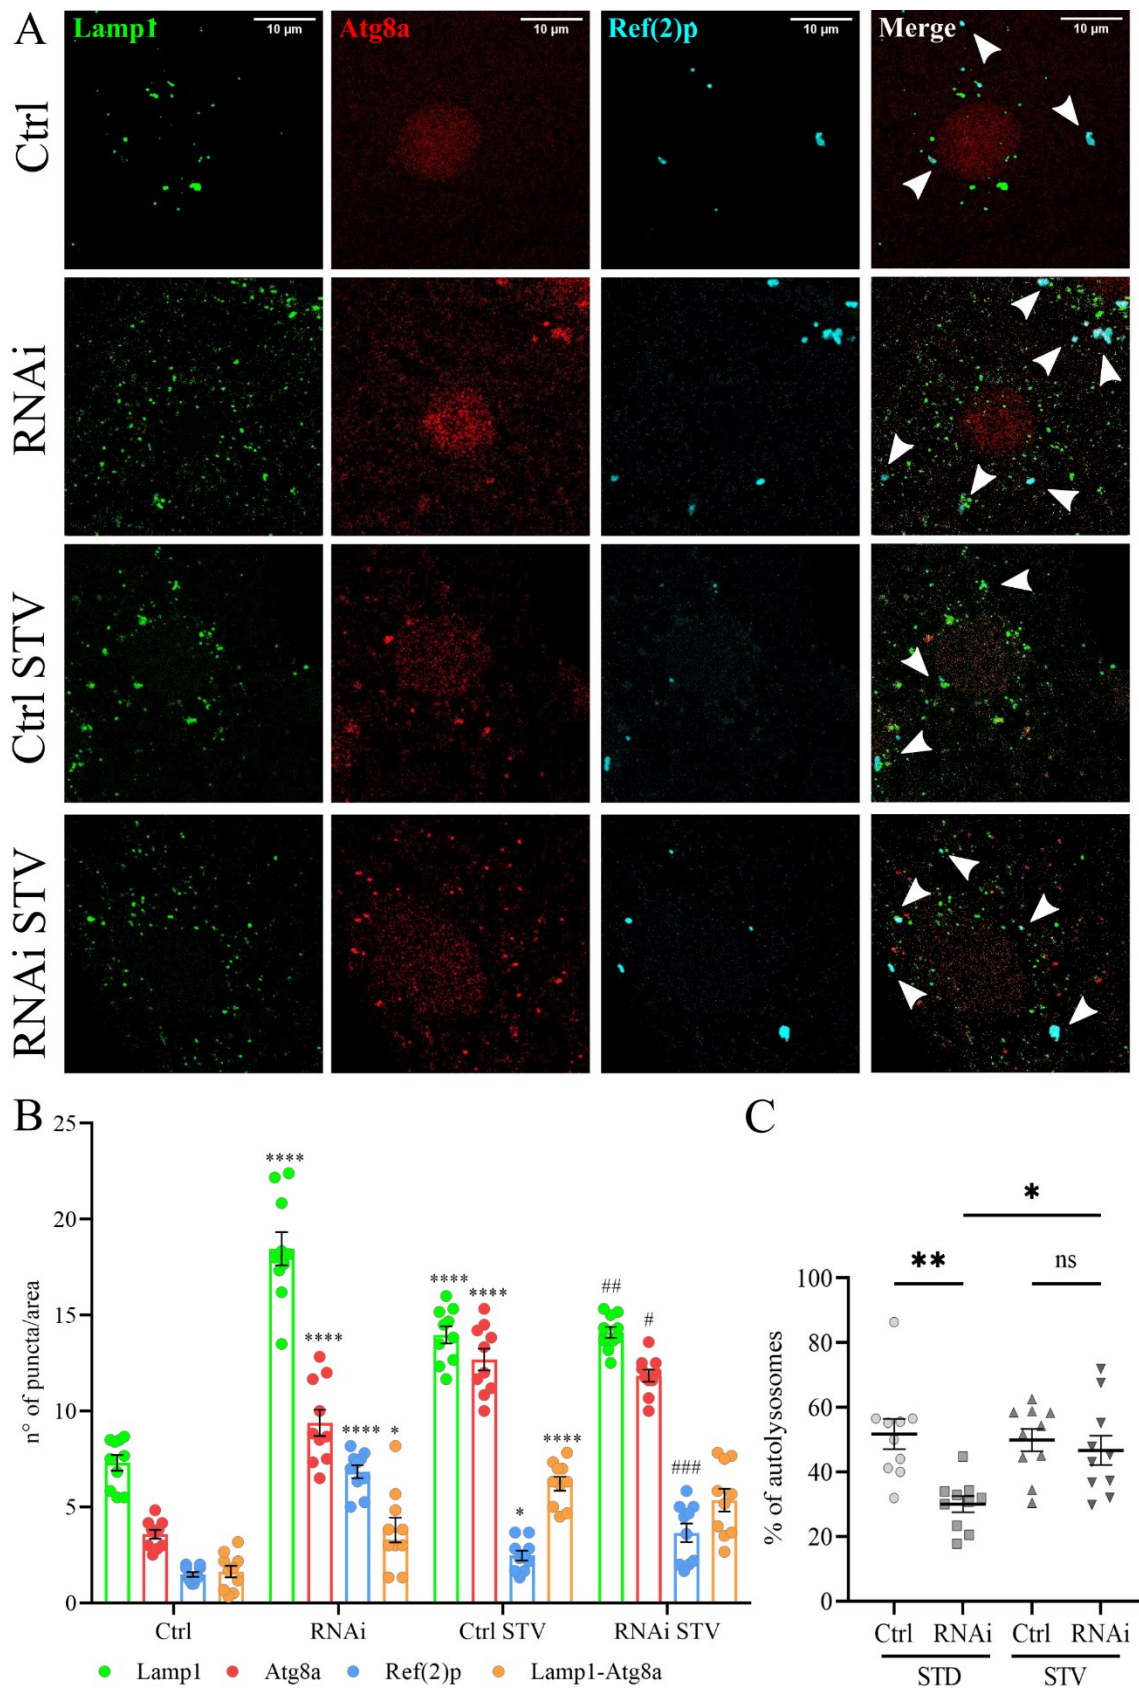 A
Lamp1 10 µm
Atg8a 10 µm
Ref(2)p 10 µm
Merge 10 µm
Ctrl
RNAi
Ctrl STV
RNAi STV
B
n° of puncta/area
25
20
15
10
5
0
****
****
****
*
****
****
*
****
##
#
###
Ctrl RNAi Ctrl STV RNAi STV
Lamp1 Atg8a Ref(2)p Lamp1-Atg8a
C
% of autolysosomes
*
** ns
100
80
60
40
20
0
Ctrl RNAi Ctrl RNAi
STD STV